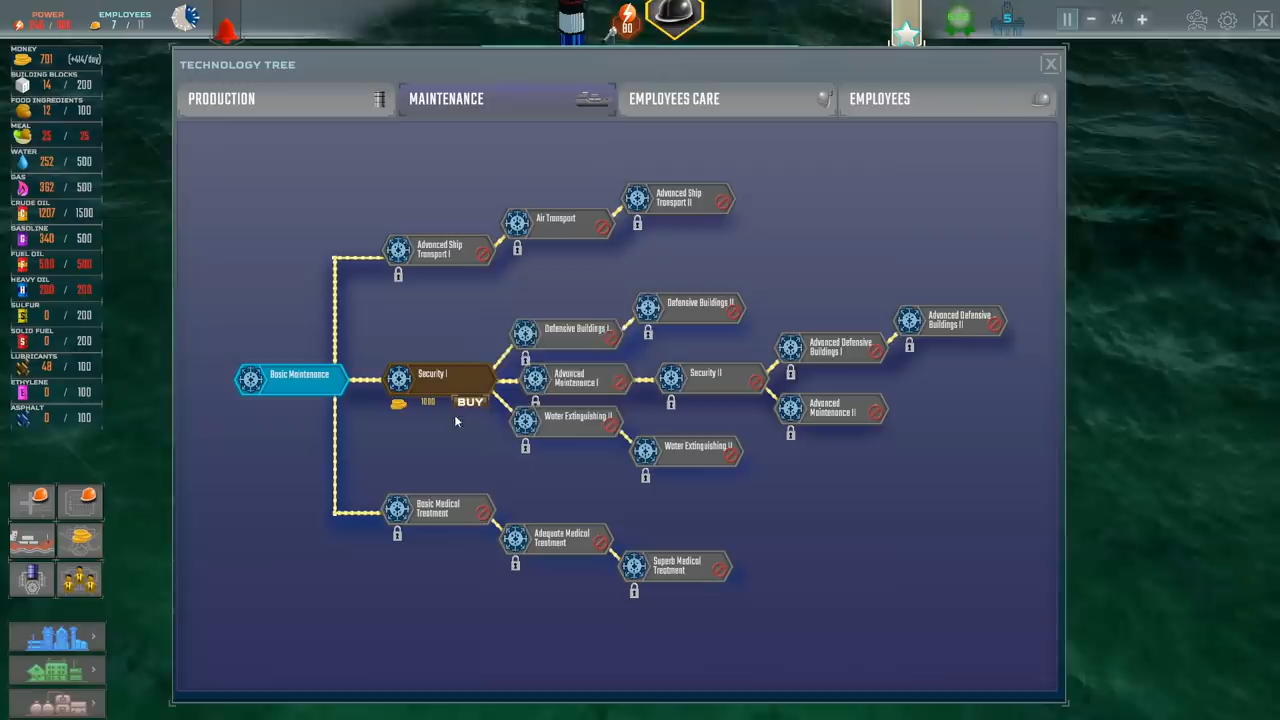 POWER
EMPLOYEES
7 / 11
80
5
X4
MONEY
701 (+414/day)
BUILDING BLOCKS
14 / 200
FOOD INGREDIENTS
12 / 100
MEAL
25 / 25
WATER
252 / 500
GAS
362 / 500
CRUDE OIL
1207 / 1500
GASOLINE
340 / 500
FUEL OIL
500 / 500
HEAVY OIL
200 / 200
SULFUR
0 / 200
SOLID FUEL
0 / 200
LUBRICANTS
48 / 100
ETHYLENE
0 / 100
ASPHALT
0 / 100
TECHNOLOGY TREE
PRODUCTION
MAINTENANCE
EMPLOYEES CARE
EMPLOYEES
Advanced Ship
Transport II
Air Transport
Advanced Ship
Transport I
Defensive Buildings II
Advanced Defensive
Buildings II
Defensive Buildings I
Advanced Defensive
Buildings I
Basic Maintenance
Security I
1000 BUY
Advanced
Maintenance I
Security II
Advanced
Maintenance II
Water Extinguishing II
Water Extinguishing II
Basic Medical
Treatment
Adequate Medical
Treatment
Superb Medical
Treatment